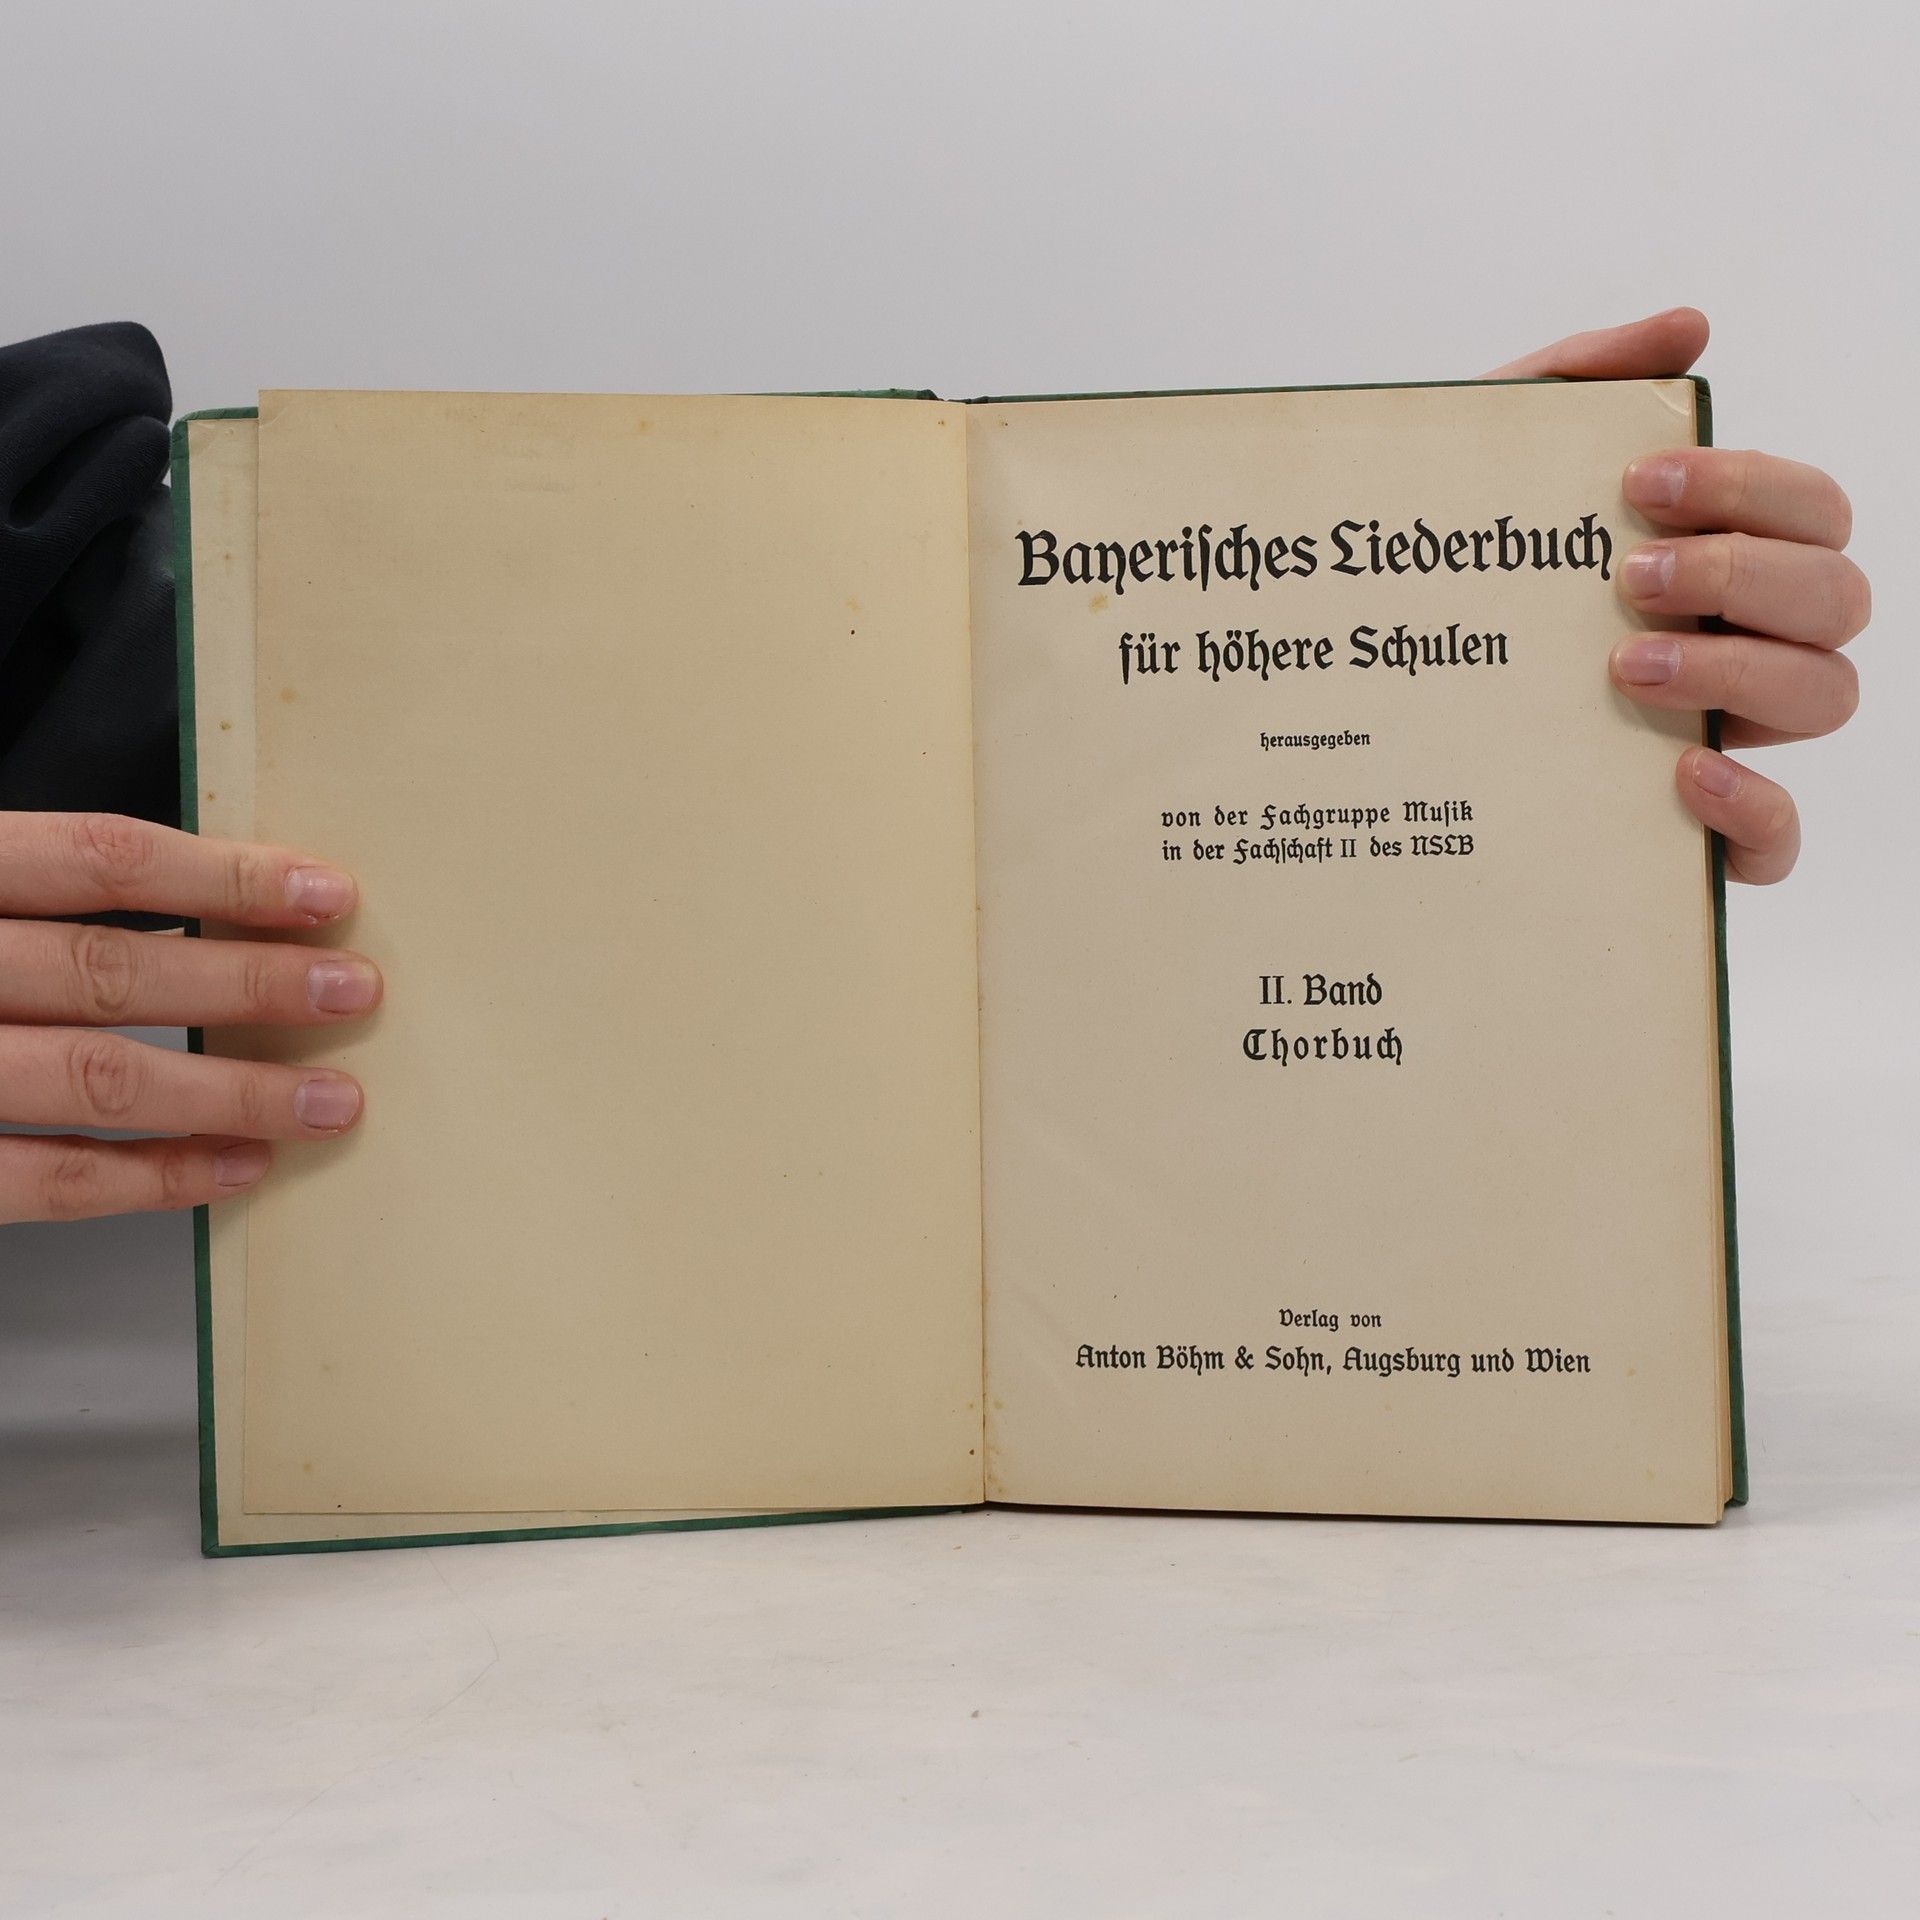 Bayeriſches Liederbuch
für höhere Schulen
herausgegeben
von der Fachgruppe Muſik
in der Fachſchaft II des NSLB
II. Band
Chorbuch
Verlag von
Anton Böhm & Sohn, Augsburg und Wien